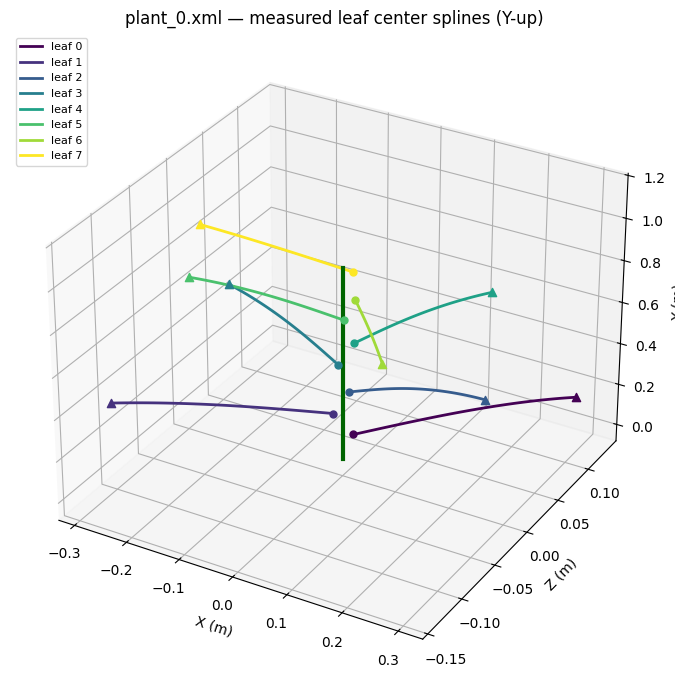 plant_0.xml — measured leaf center splines (Y-up)
leaf 0
leaf 1
leaf 2
leaf 3
leaf 4
leaf 5
leaf 6
leaf 7
1.2
1.0
0.8
0.6
0.4
0.2
0.0
0.10
0.05
0.00
−0.05
−0.10
−0.15
Z (m)
−0.3
−0.2
−0.1
0.0
0.1
0.2
0.3
X (m)